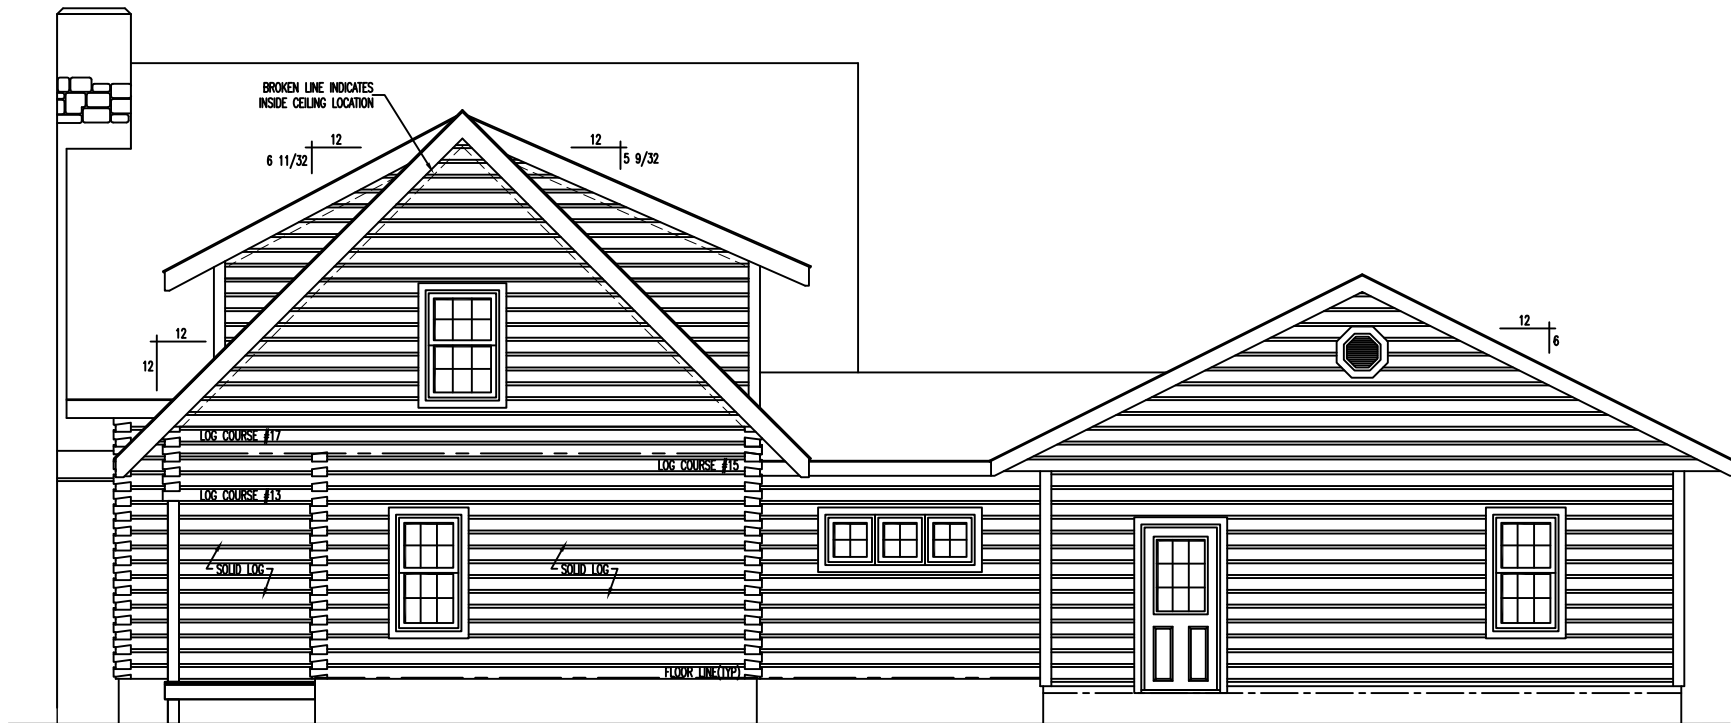 BROKEN LINE INDICATES
INSIDE CEILING LOCATION
12
6 11/32
12
5 9/32
12
12
12
6
LOG COURSE #17
LOG COURSE #15
LOG COURSE #13
SOLID LOG
SOLID LOG
FLOOR LINE(TYP)